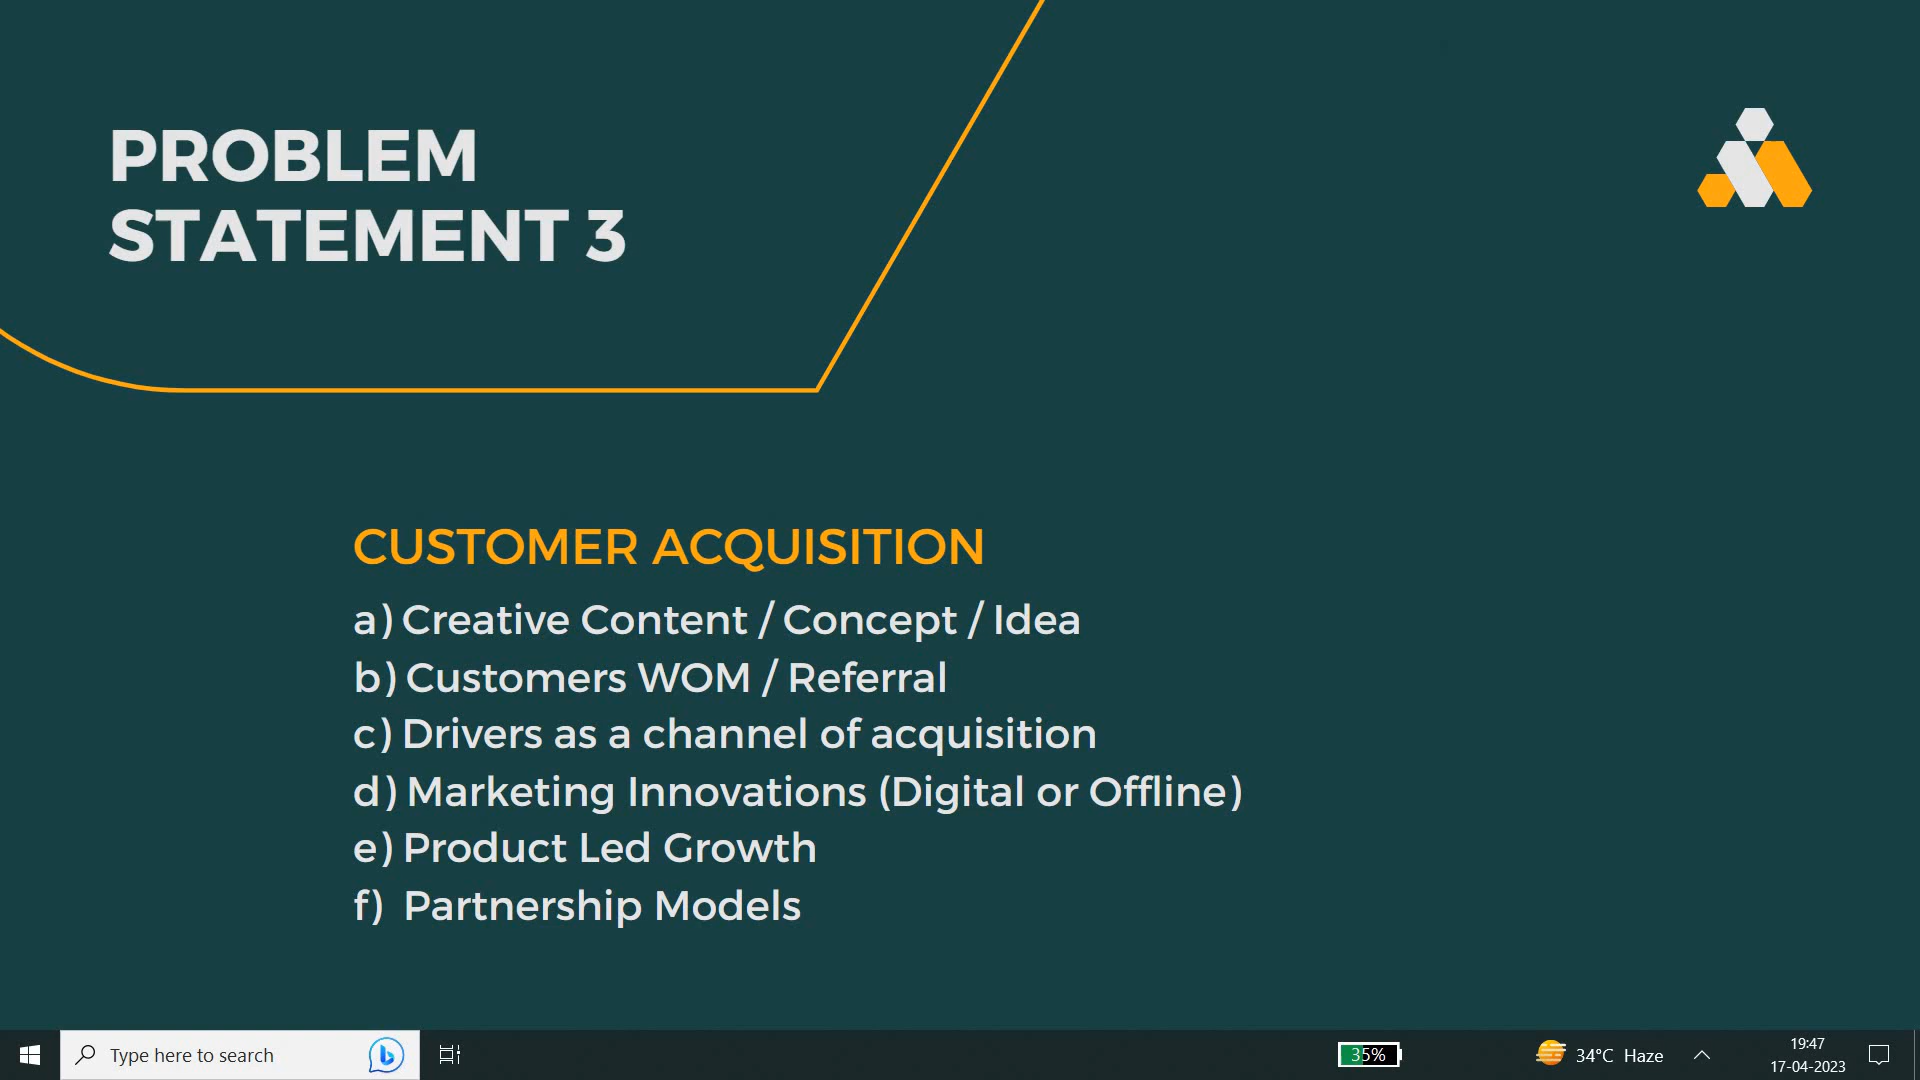 PROBLEM
STATEMENT 3
CUSTOMER ACQUISITION
a) Creative Content / Concept / Idea
b) Customers WOM / Referral
c) Drivers as a channel of acquisition
d) Marketing Innovations (Digital or Offline)
e) Product Led Growth
f) Partnership Models
Type here to search
35%
34°C Haze
19:47
17-04-2023